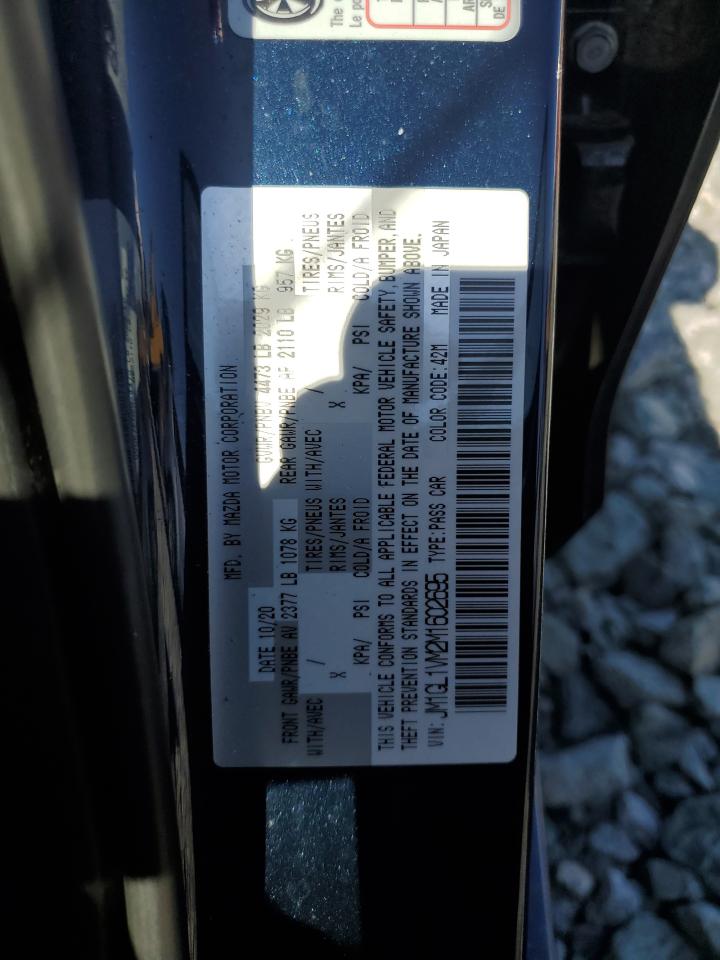 The
Le po
MFD. BY MAZDA MOTOR CORPORATION
DATE 10/20 GVWR/PNBV 4473 LB 2029 KG
FRONT GAWR/PNBE AV 2377 LB 1078 KG REAR GAWR/PNBE AR 2110 LB 957 KG
WITH/AVEC / TIRES/PNEUS WITH/AVEC / TIRES/PNEUS
X RIMS/JANTES X RIMS/JANTES
KPA/ PSI COLD/A FROID KPA/ PSI COLD/A FROID
THIS VEHICLE CONFORMS TO ALL APPLICABLE FEDERAL MOTOR VEHICLE SAFETY, BUMPER, AND
THEFT PREVENTION STANDARDS IN EFFECT ON THE DATE OF MANUFACTURE SHOWN ABOVE.
VIN: JM1GL1VM2M1602695 TYPE:PASS CAR COLOR CODE:42M MADE IN JAPAN